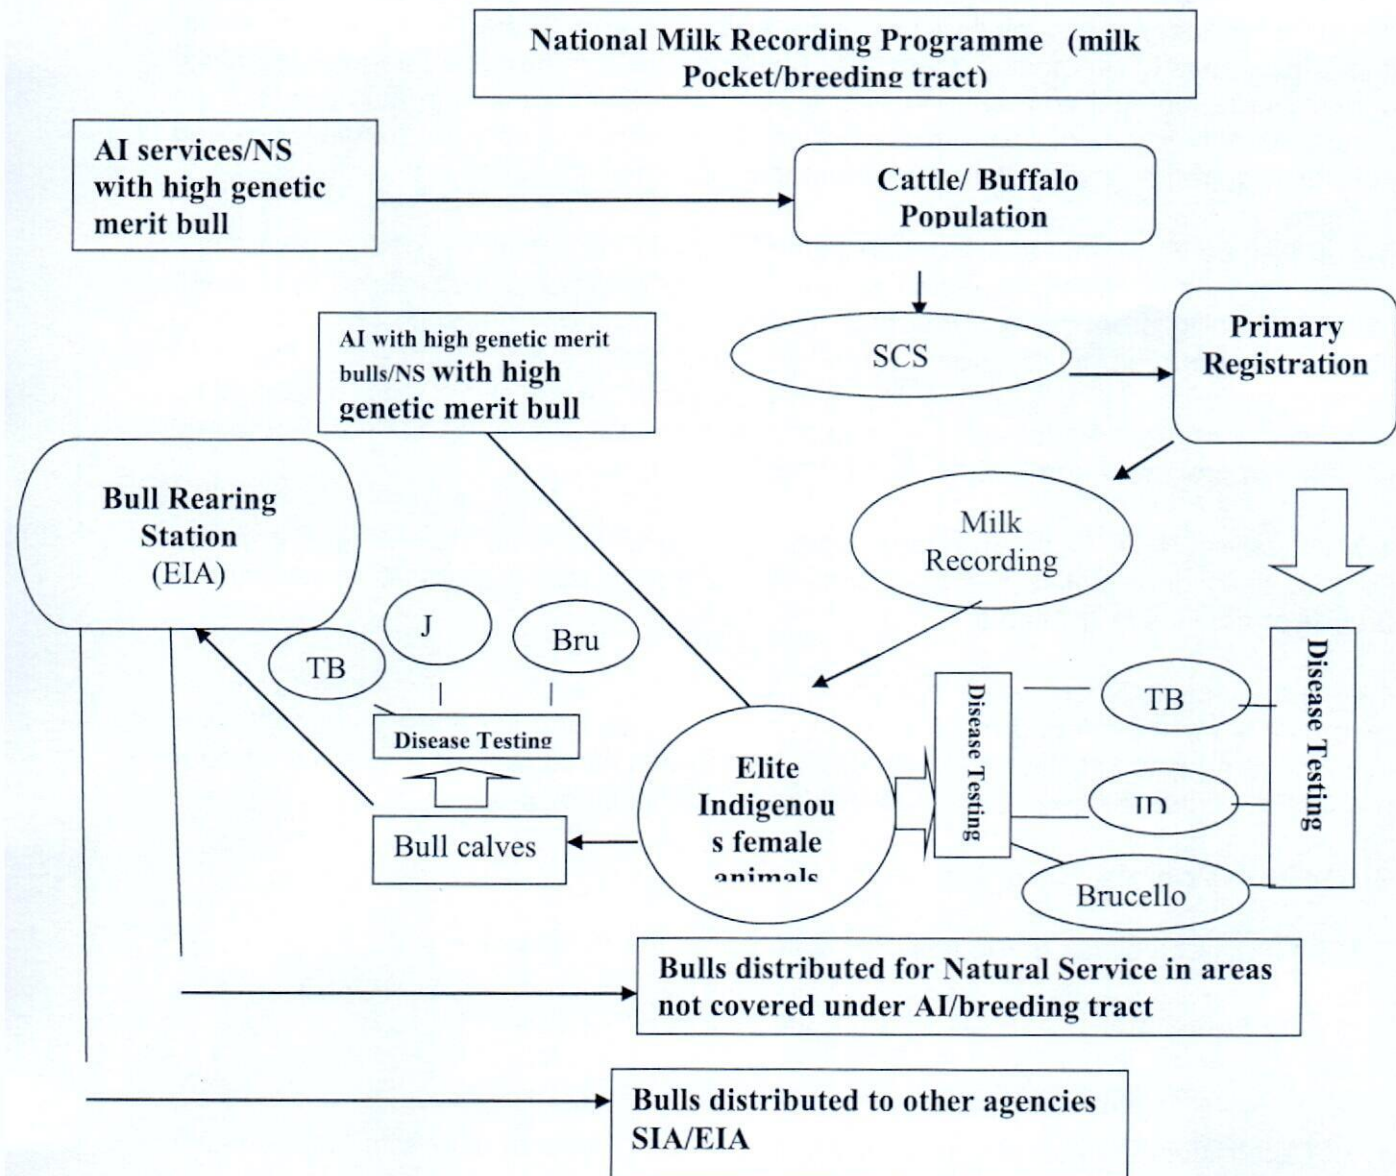 National Milk Recording Programme (milk
Pocket/breeding tract)
AI services/NS
with high genetic
merit bull
Cattle/ Buffalo
Population
AI with high genetic merit
bulls/NS with high
genetic merit bull
SCS
Primary
Registration
Bull Rearing
Station
(EIA)
Milk
Recording
TB
J
Bru
Disease Testing
Bull calves
Elite
Indigenou
s female
animals
Disease Testing
TB
JD
Brucello
Disease Testing
Bulls distributed for Natural Service in areas
not covered under AI/breeding tract
Bulls distributed to other agencies
SIA/EIA